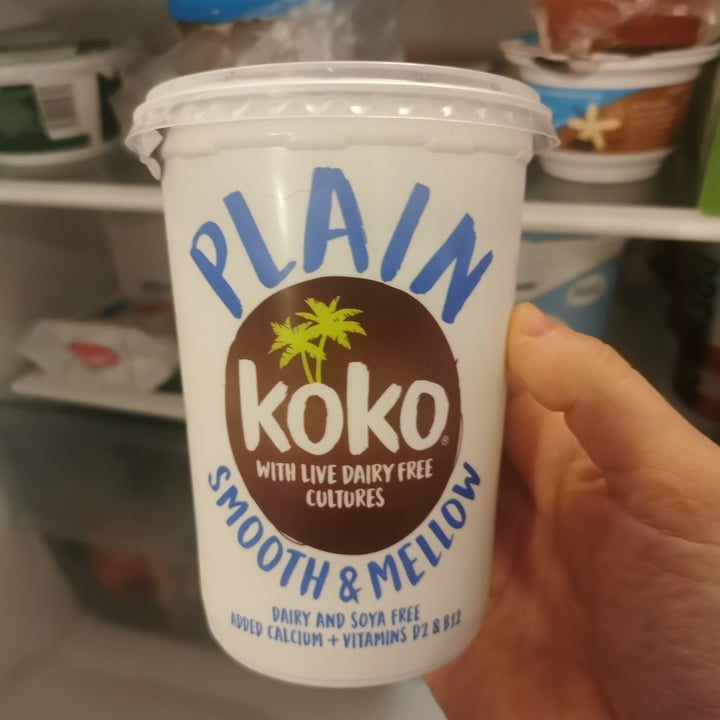 PLAIN
koko®
WITH LIVE DAIRY FREE
CULTURES
SMOOTH & MELLOW
DAIRY AND SOYA FREE
ADDED CALCIUM + VITAMINS D2 & B12